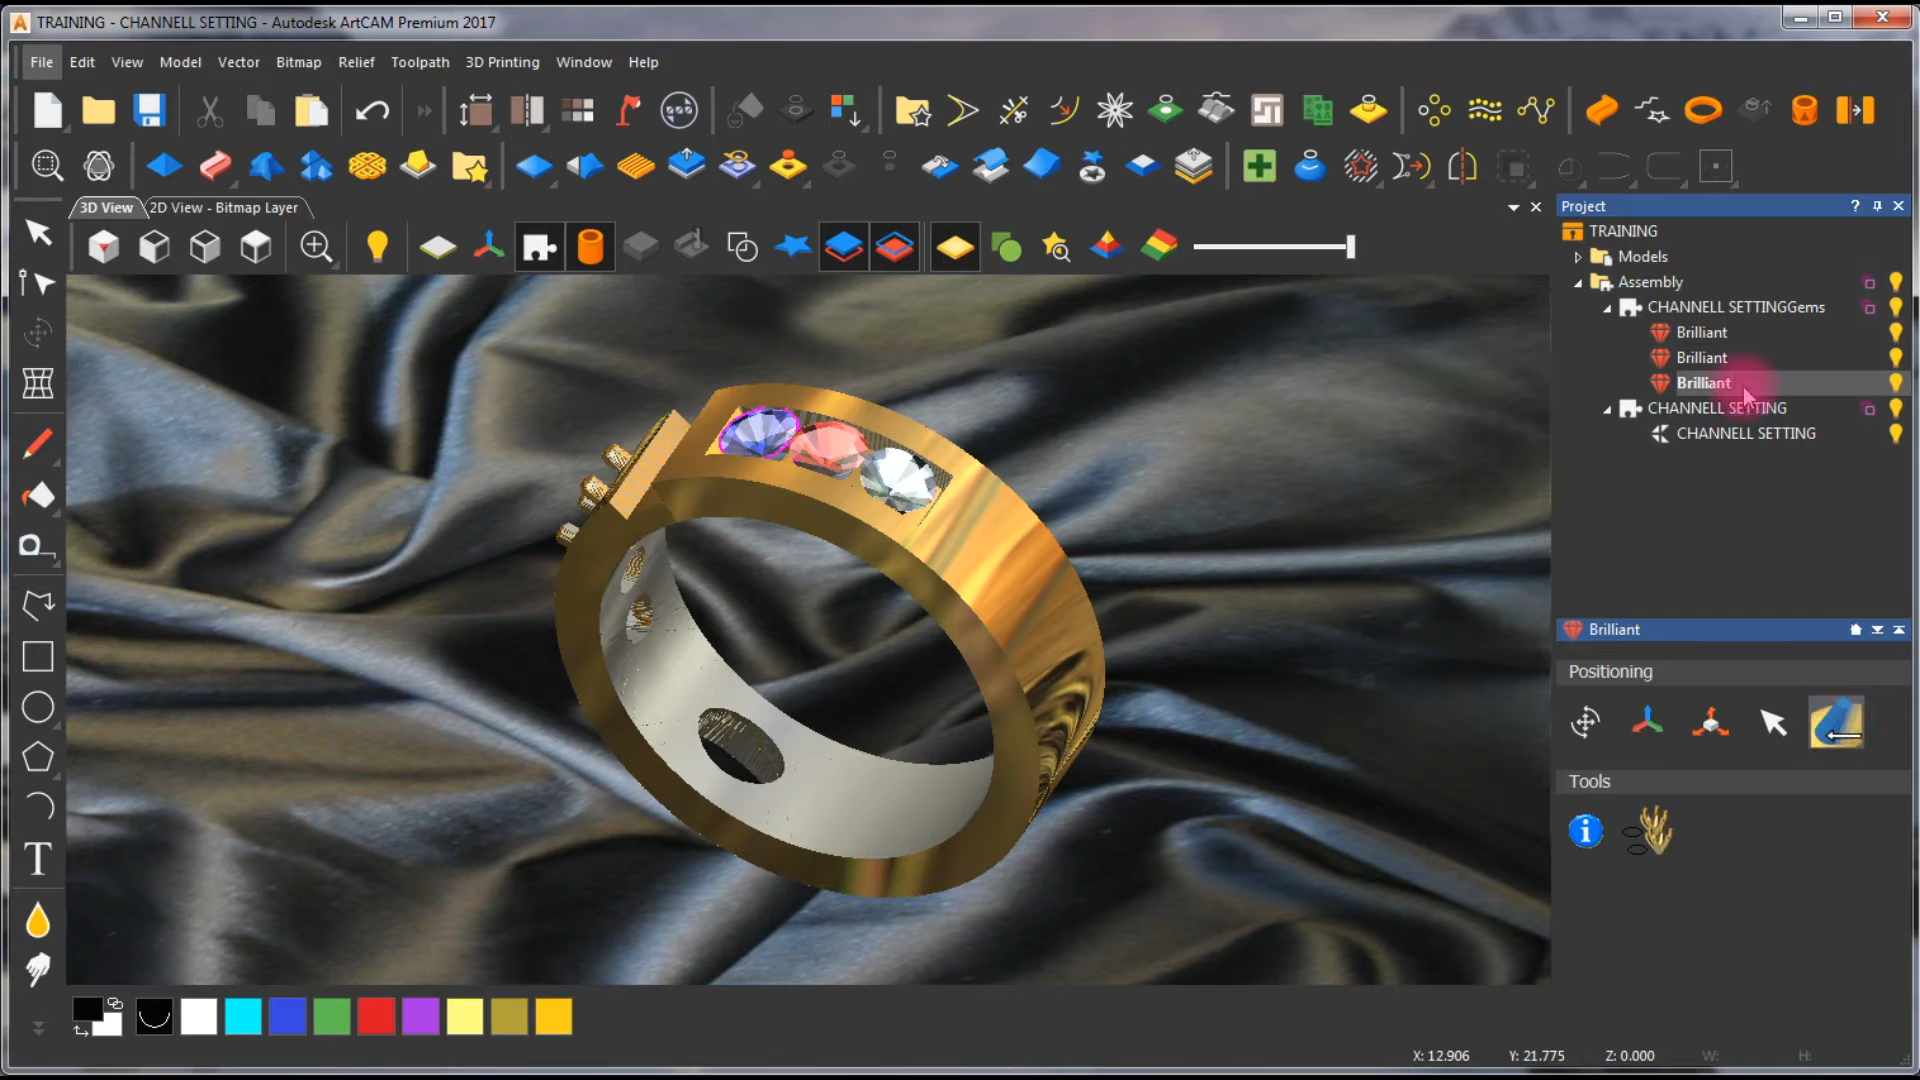 TRAINING - CHANNELL SETTING - Autodesk ArtCAM Premium 2017
File Edit View Model Vector Bitmap Relief Toolpath 3D Printing Window Help
3D View 2D View - Bitmap Layer
Project
TRAINING
Models
Assembly
CHANNELL SETTINGGems
Brilliant
Brilliant
Brilliant
CHANNELL SETTING
CHANNELL SETTING
Brilliant
Positioning
Tools
X: 12.906 Y: 21.775 Z: 0.000 W: H: